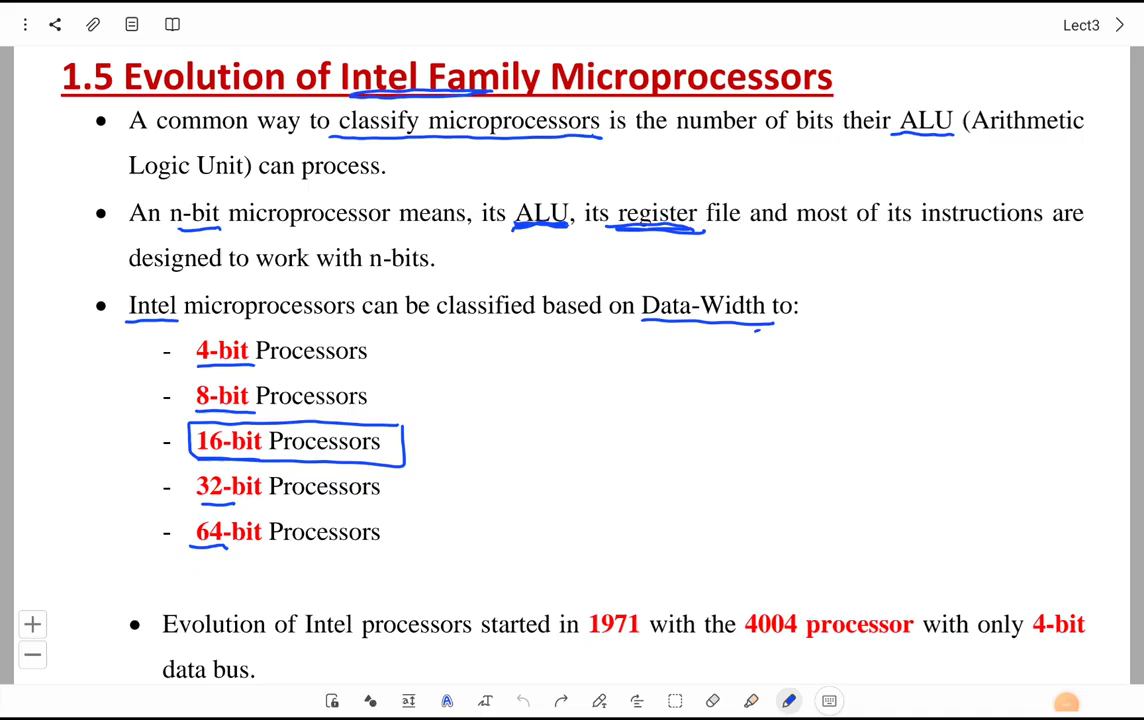 Lect3
1.5 Evolution of Intel Family Microprocessors
• A common way to classify microprocessors is the number of bits their ALU (Arithmetic
Logic Unit) can process.
• An n-bit microprocessor means, its ALU, its register file and most of its instructions are
designed to work with n-bits.
• Intel microprocessors can be classified based on Data-Width to:
- 4-bit Processors
- 8-bit Processors
- 16-bit Processors
- 32-bit Processors
- 64-bit Processors
• Evolution of Intel processors started in 1971 with the 4004 processor with only 4-bit
data bus.